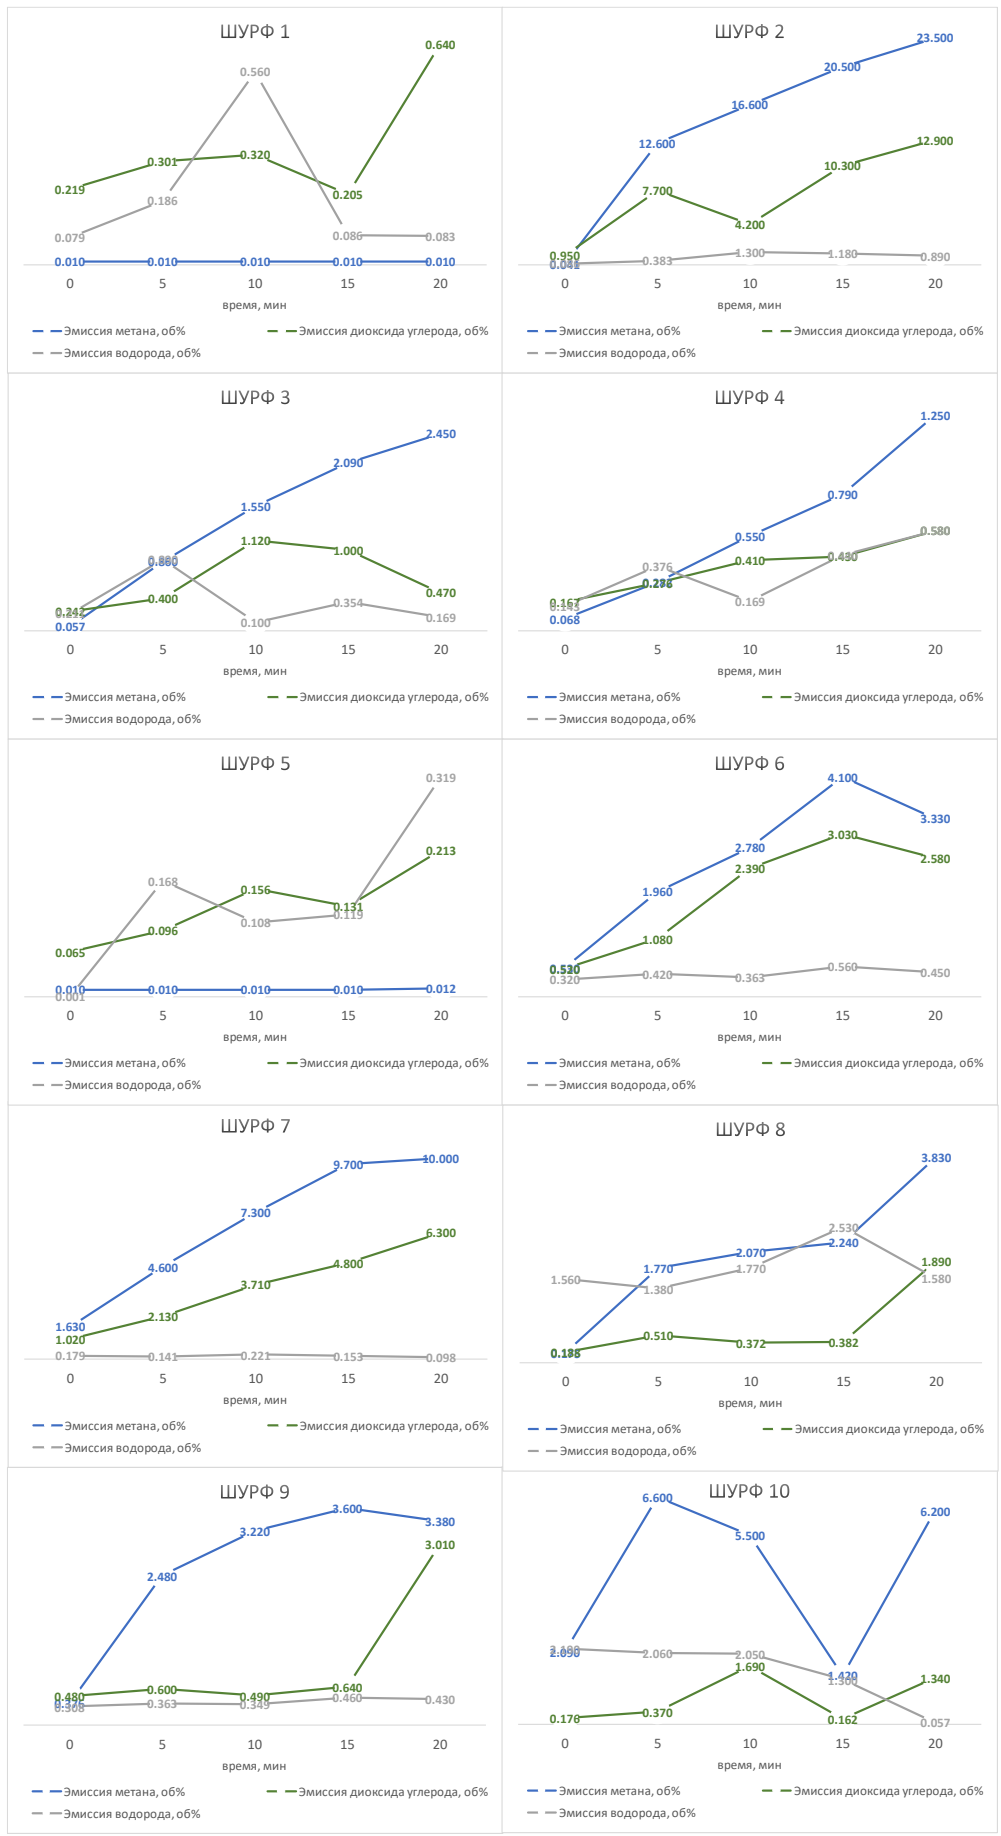 ШУРФ 1
0.640
0.560
0.301
0.320
0.219
0.205
0.186
0.079
0.086
0.083
0.010
0.010
0.010
0.010
0.010
0 5 10 15 20
время, мин
Эмиссия метана, об% Эмиссия диоксида углерода, об%
Эмиссия водорода, об%
ШУРФ 2
23.500
20.500
16.600
12.600
12.900
10.300
7.700
4.200
0.950
0.041
0.383
1.300
1.180
0.890
0 5 10 15 20
время, мин
Эмиссия метана, об% Эмиссия диоксида углерода, об%
Эмиссия водорода, об%
ШУРФ 3
2.450
2.090
1.550
1.120
1.000
0.860
0.400
0.470
0.242
0.354
0.169
0.100
0.057
0 5 10 15 20
время, мин
Эмиссия метана, об% Эмиссия диоксида углерода, об%
Эмиссия водорода, об%
ШУРФ 4
1.250
0.790
0.550
0.580
0.376
0.410
0.430
0.167
0.143
0.169
0.068
0 5 10 15 20
время, мин
Эмиссия метана, об% Эмиссия диоксида углерода, об%
Эмиссия водорода, об%
ШУРФ 5
0.319
0.213
0.168
0.156
0.131
0.119
0.108
0.096
0.065
0.010
0.010
0.010
0.010
0.012
0.001
0 5 10 15 20
время, мин
Эмиссия метана, об% Эмиссия диоксида углерода, об%
Эмиссия водорода, об%
ШУРФ 6
4.100
3.330
3.030
2.780
2.580
2.390
1.960
1.080
0.320
0.420
0.363
0.560
0.450
0 5 10 15 20
время, мин
Эмиссия метана, об% Эмиссия диоксида углерода, об%
Эмиссия водорода, об%
ШУРФ 7
10.000
9.700
7.300
6.300
4.600
4.800
3.710
2.130
1.630
1.020
0.179
0.141
0.221
0.153
0.098
0 5 10 15 20
время, мин
Эмиссия метана, об% Эмиссия диоксида углерода, об%
Эмиссия водорода, об%
ШУРФ 8
3.830
2.530
2.240
2.070
1.770
1.770
1.890
1.580
1.560
1.380
0.510
0.372
0.382
0 5 10 15 20
время, мин
Эмиссия метана, об% Эмиссия диоксида углерода, об%
Эмиссия водорода, об%
ШУРФ 9
3.600
3.380
3.220
3.010
2.480
0.480
0.600
0.490
0.640
0.308
0.363
0.349
0.460
0.430
0 5 10 15 20
время, мин
Эмиссия метана, об% Эмиссия диоксида углерода, об%
Эмиссия водорода, об%
ШУРФ 10
6.600
6.200
5.500
2.090
2.060
2.050
1.690
1.420
1.300
1.340
0.176
0.370
0.162
0.057
0 5 10 15 20
время, мин
Эмиссия метана, об% Эмиссия диоксида углерода, об%
Эмиссия водорода, об%